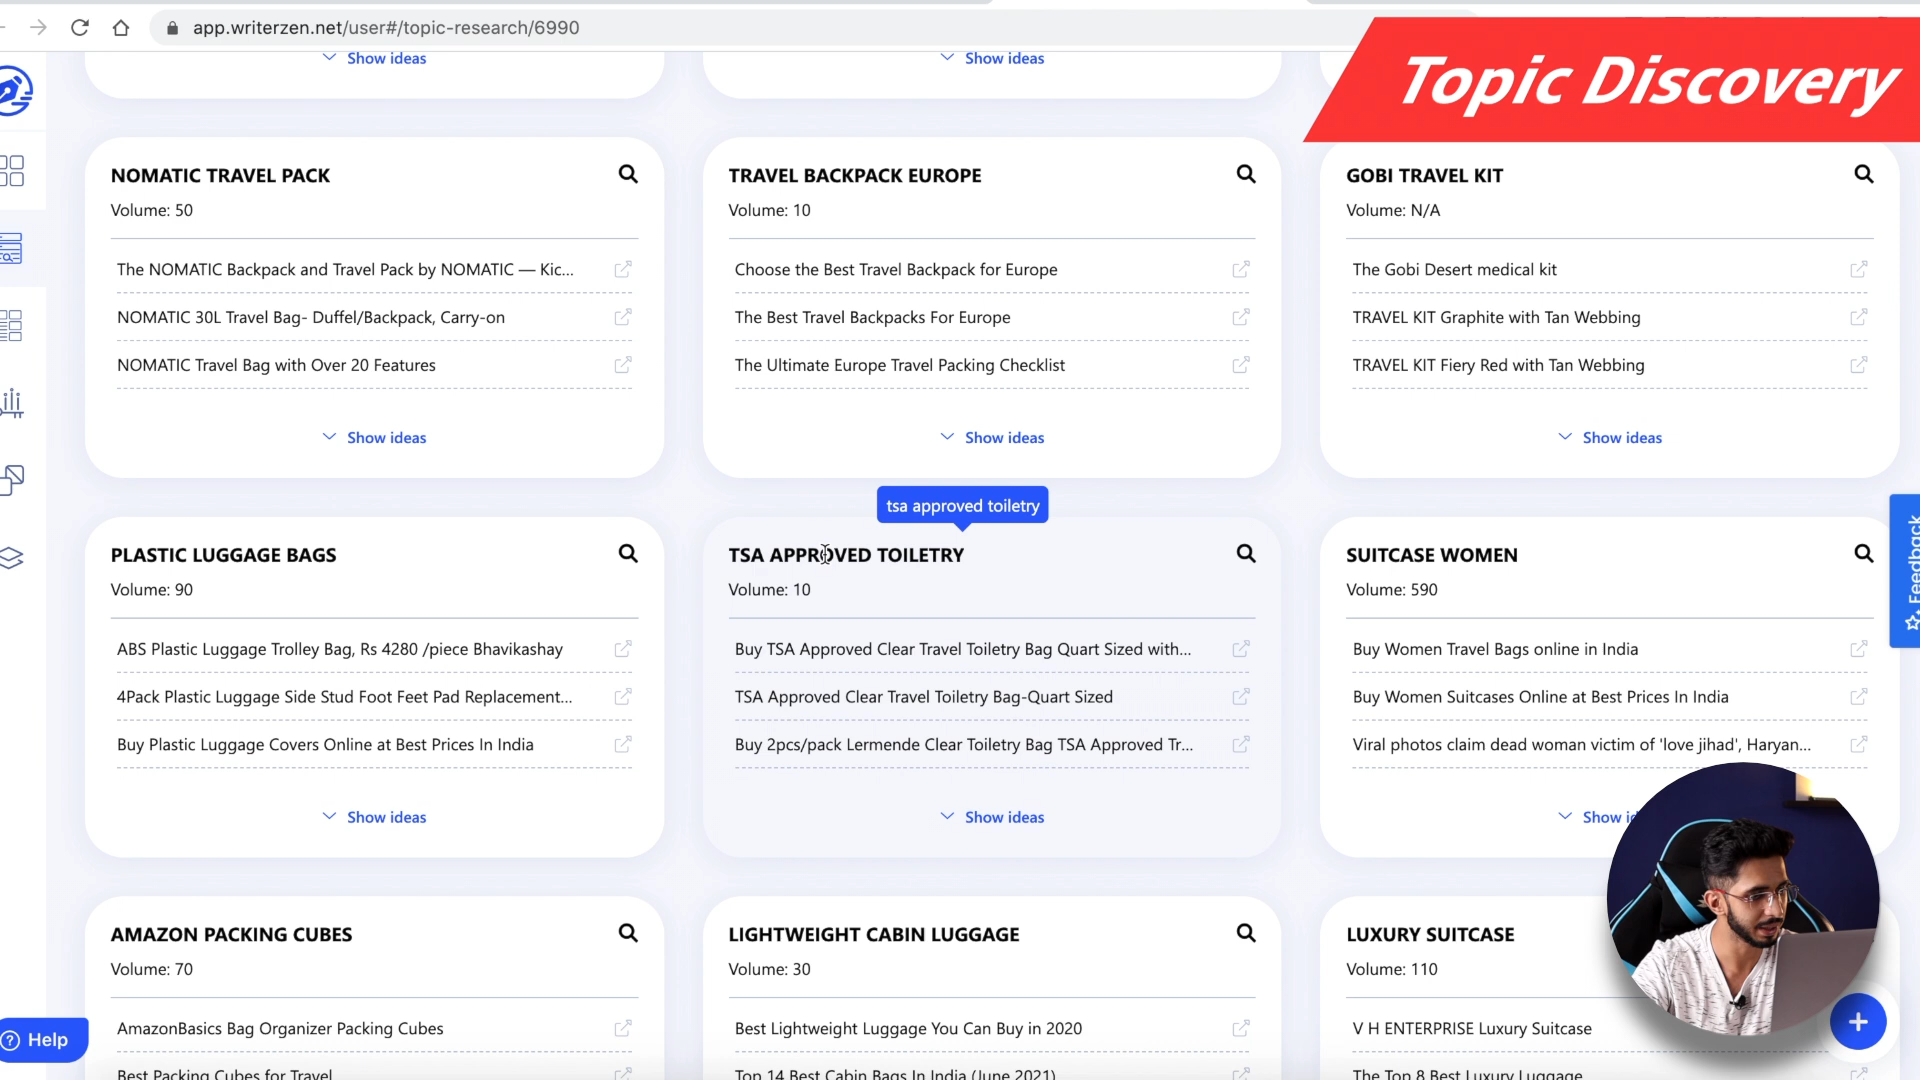 app.writerzen.net/user#/topic-research/6990
Topic Discovery
Show ideas
Show ideas
NOMATIC TRAVEL PACK
Volume: 50
The NOMATIC Backpack and Travel Pack by NOMATIC — Kic...
NOMATIC 30L Travel Bag- Duffel/Backpack, Carry-on
NOMATIC Travel Bag with Over 20 Features
Show ideas
TRAVEL BACKPACK EUROPE
Volume: 10
Choose the Best Travel Backpack for Europe
The Best Travel Backpacks For Europe
The Ultimate Europe Travel Packing Checklist
Show ideas
GOBI TRAVEL KIT
Volume: N/A
The Gobi Desert medical kit
TRAVEL KIT Graphite with Tan Webbing
TRAVEL KIT Fiery Red with Tan Webbing
Show ideas
PLASTIC LUGGAGE BAGS
Volume: 90
ABS Plastic Luggage Trolley Bag, Rs 4280 /piece Bhavikashay
4Pack Plastic Luggage Side Stud Foot Feet Pad Replacement...
Buy Plastic Luggage Covers Online at Best Prices In India
Show ideas
tsa approved toiletry
TSA APPROVED TOILETRY
Volume: 10
Buy TSA Approved Clear Travel Toiletry Bag Quart Sized with...
TSA Approved Clear Travel Toiletry Bag-Quart Sized
Buy 2pcs/pack Lermende Clear Toiletry Bag TSA Approved Tr...
Show ideas
SUITCASE WOMEN
Volume: 590
Buy Women Travel Bags online in India
Buy Women Suitcases Online at Best Prices In India
Viral photos claim dead woman victim of 'love jihad', Haryan...
Show
Feedback
AMAZON PACKING CUBES
Volume: 70
AmazonBasics Bag Organizer Packing Cubes
Best Packing Cubes for Travel
LIGHTWEIGHT CABIN LUGGAGE
Volume: 30
Best Lightweight Luggage You Can Buy in 2020
Top 14 Best Cabin Bags In India (June 2021)
LUXURY SUITCASE
Volume: 110
V H ENTERPRISE Luxury Suitcase
The Top 8 Best Luxury Luggage
Help